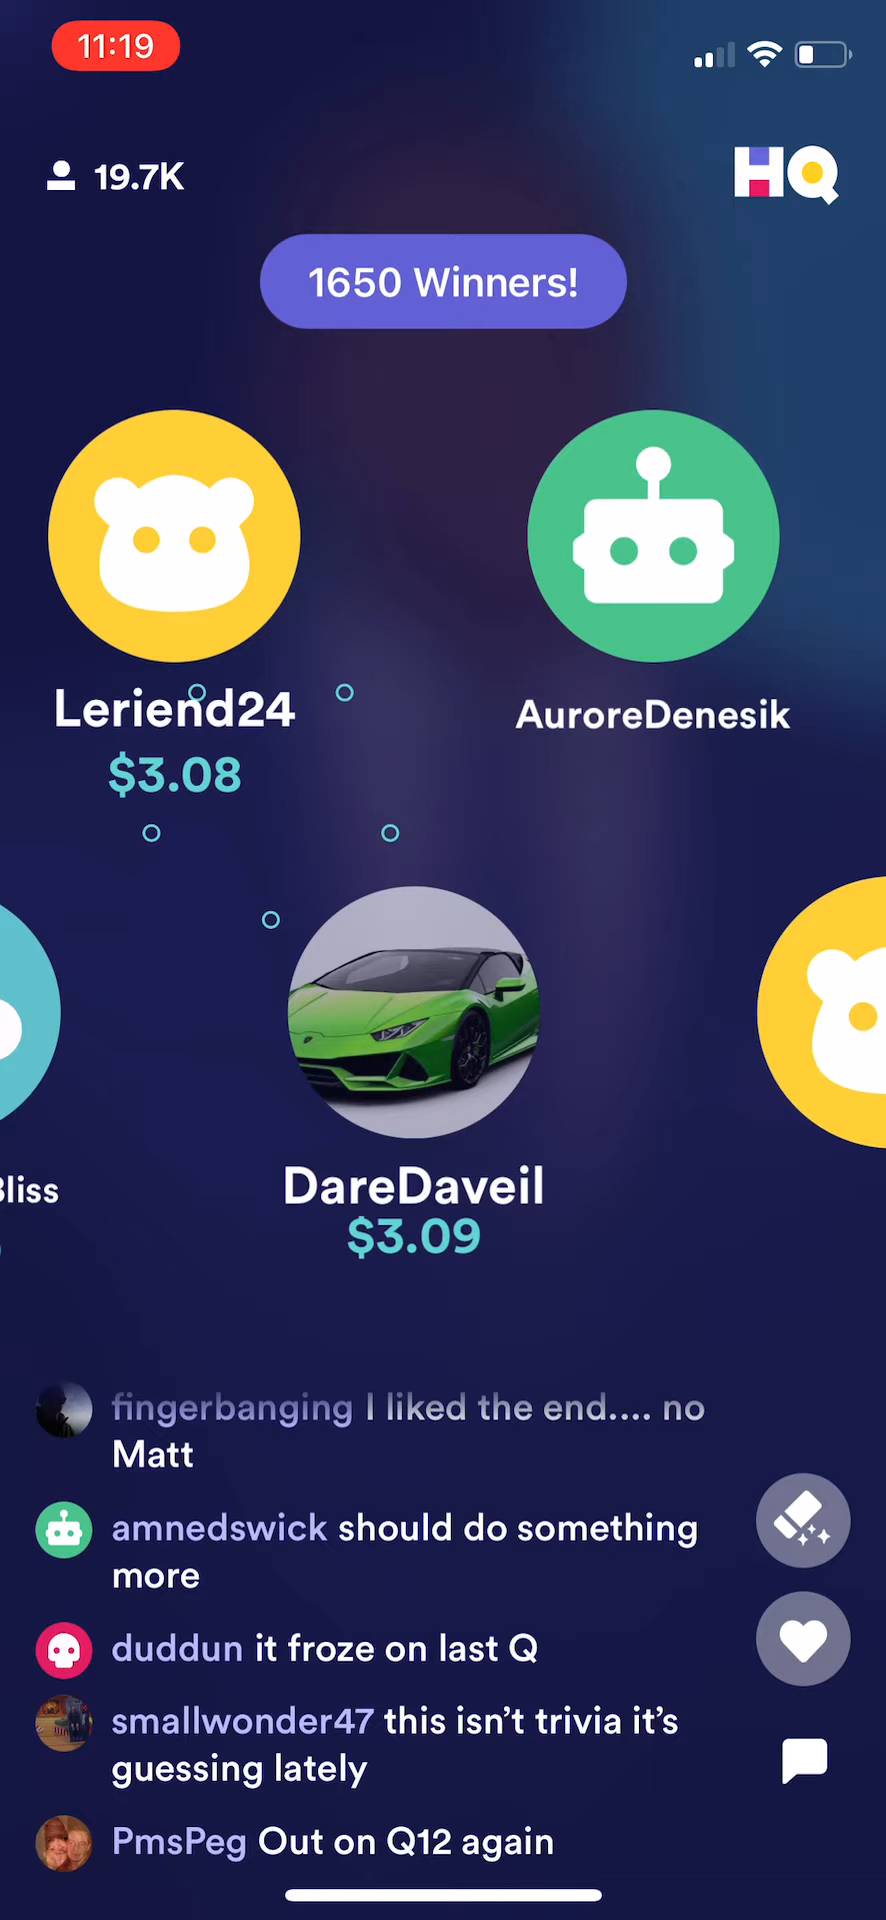 11:19
19.7K
HQ
1650 Winners!
Leriend24
$3.08
AuroreDenesik
Bliss
DareDaveil
$3.09
fingerbanging I liked the end.... no
Matt
amnedswick should do something
more
duddun it froze on last Q
smallwonder47 this isn't trivia it's
guessing lately
PmsPeg Out on Q12 again